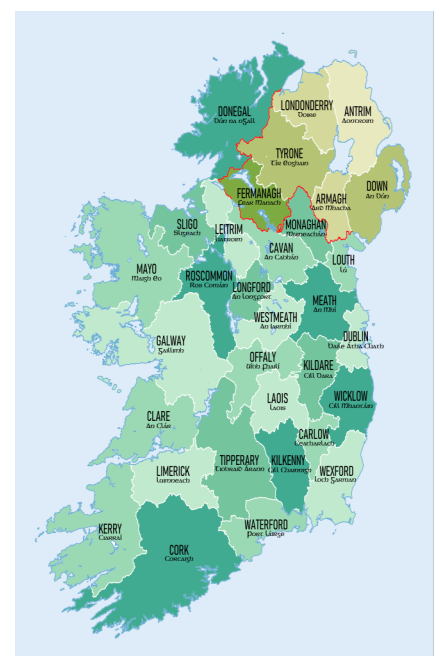 DONEGAL
Dún na nGall
LONDONDERRY
Doire
ANTRIM
Aontroim
TYRONE
Tír Eoghain
FERMANAGH
Fear Manach
ARMAGH
Ard Mhacha
DOWN
An Dún
SLIGO
Sligeach
LEITRIM
Liatroim
MONAGHAN
Muineachán
CAVAN
An Cabhán
LOUTH
Lú
MAYO
Maigh Eo
ROSCOMMON
Ros Comáin
LONGFORD
An Longfort
MEATH
An Mhí
WESTMEATH
An Iarmhí
DUBLIN
Baile Átha Cliath
GALWAY
Gaillimh
OFFALY
Uíbh Fhailí
KILDARE
Cill Dara
LAOIS
Laois
WICKLOW
Cill Mhantáin
CLARE
An Clár
CARLOW
Ceatharlach
TIPPERARY
Tiobraid Árann
KILKENNY
Cill Chainnigh
LIMERICK
Luimneach
WEXFORD
Loch Garman
KERRY
Ciarraí
WATERFORD
Port Láirge
CORK
Corcaigh